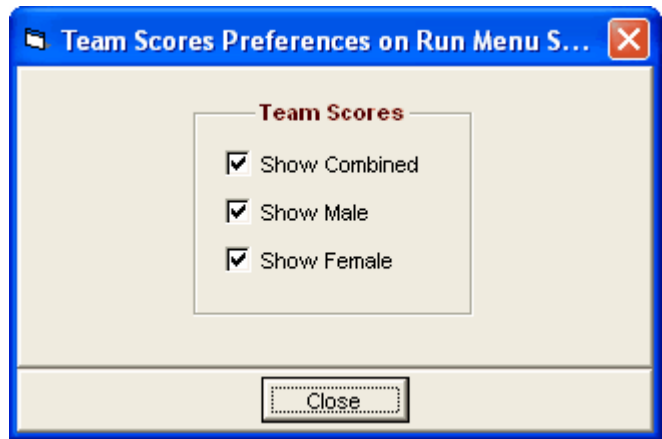 Team Scores Preferences on Run Menu S...
Team Scores
Show Combined
Show Male
Show Female
Close